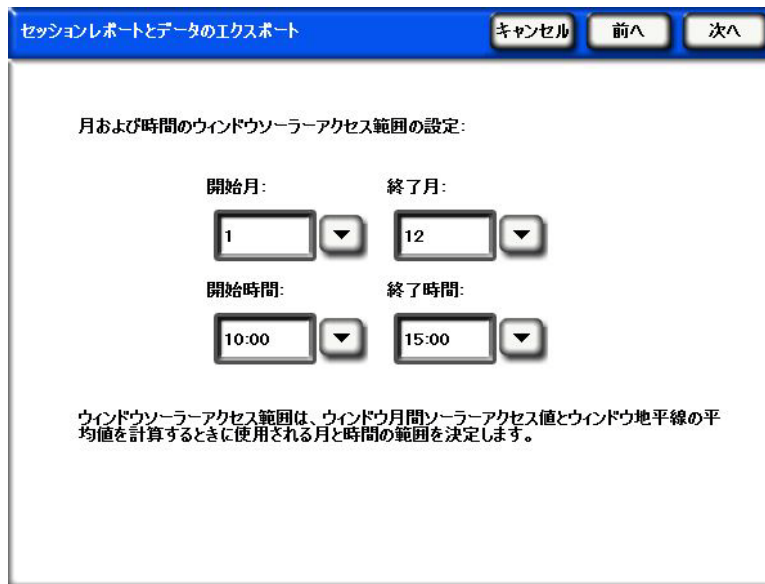 セッションレポートとデータのエクスポート キャンセル 前へ 次へ
月および時間のウィンドウソーラーアクセス範囲の設定:
開始月: 終了月:
1 12
開始時間: 終了時間:
10:00 15:00
ウィンドウソーラーアクセス範囲は、ウィンドウ月間ソーラーアクセス値とウィンドウ地平線の平
均値を計算するときに使用される月と時間の範囲を決定します。